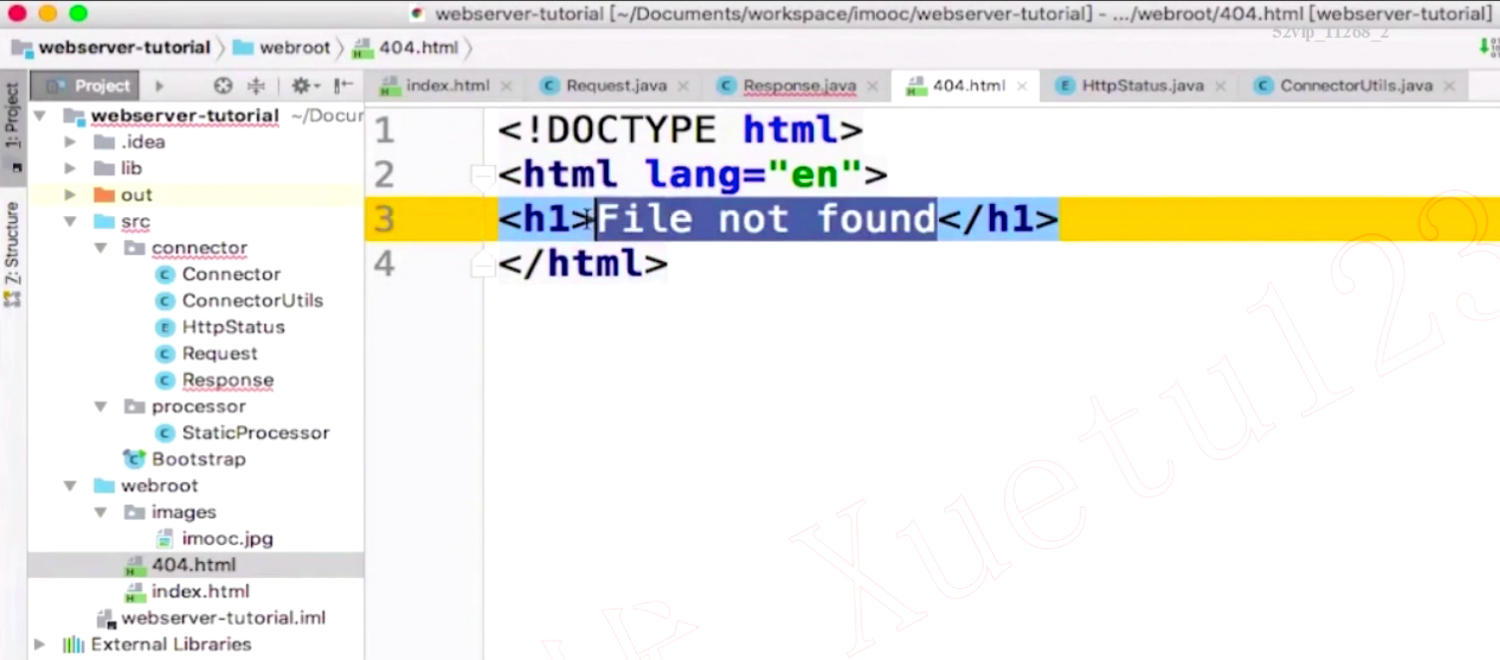 webserver-tutorial [~/Documents/workspace/imooc/webserver-tutorial] - .../webroot/404.html [webserver-tutorial]
52vip_11268_2
webserver-tutorial webroot 404.html
Project
index.html Request.java Response.java 404.html HttpStatus.java ConnectorUtils.java
1: Project
Z: Structure
webserver-tutorial ~/Docur
.idea
lib
out
src
connector
Connector
ConnectorUtils
HttpStatus
Request
Response
processor
StaticProcessor
Bootstrap
webroot
images
imooc.jpg
404.html
index.html
webserver-tutorial.iml
External Libraries
1 <!DOCTYPE html>
2 <html lang="en">
3 <h1>File not found</h1>
4 </html>
Xuetu123